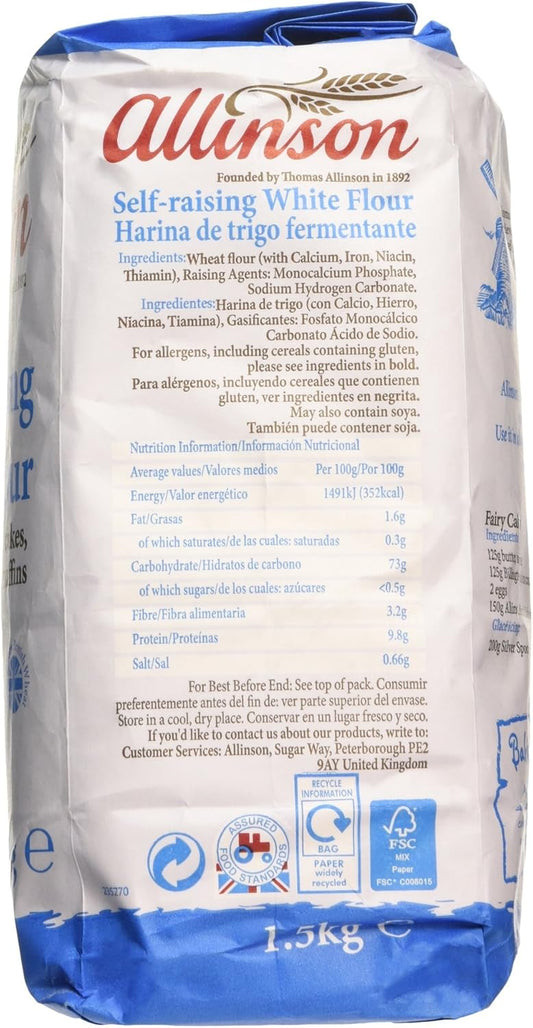 Allinson
Founded by Thomas Allinson in 1892
Self-raising White Flour
Harina de trigo fermentante
Ingredients:Wheat flour (with Calcium, Iron, Niacin,
Thiamin), Raising Agents: Monocalcium Phosphate,
Sodium Hydrogen Carbonate.
Ingredientes:Harina de trigo (con Calcio, Hierro,
Niacina, Tiamina), Gasificantes: Fosfato Monocálcico
Carbonato Ácido de Sodio.
For allergens, including cereals containing gluten,
please see ingredients in bold.
Para alérgenos, incluyendo cereales que contienen
gluten, ver ingredientes en negrita.
May also contain soya.
También puede contener soja.
Nutrition Information/Información Nutricional
Average values/Valores medios Per 100g/Por 100g
Energy/Valor energético 1491kJ (352kcal)
Fat/Grasas 1.6g
of which saturates/de las cuales: saturadas 0.3g
Carbohydrate/Hidratos de carbono 73g
of which sugars/de los cuales: azúcares <0.5g
Fibre/Fibra alimentaria 3.2g
Protein/Proteínas 9.8g
Salt/Sal 0.66g
For Best Before End: See top of pack. Consumir
preferentemente antes del fin de: ver parte superior del envase.
Store in a cool, dry place. Conservar en un lugar fresco y seco.
If you'd like to contact us about our products, write to:
Customer Services: Allinson, Sugar Way, Peterborough PE2
9AY United Kingdom
ASSURED
FOOD STANDARDS
RECYCLE
INFORMATION
BAG
PAPER
widely
recycled
FSC
MIX
Paper
FSC® C008015
1.5kg e
e
Use it in
Fairy
Ingredients
125g
125g
2 eggs
150g
200g Silver Spoo